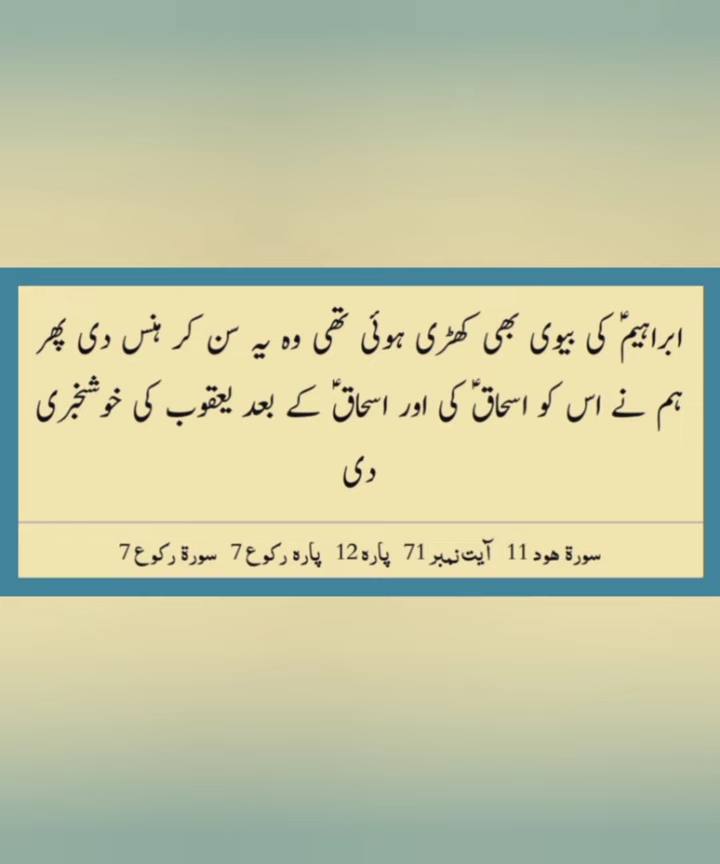 ابراہیمؑ کی بیوی بھی کھڑی ہوئی تھی وہ یہ سن کر ہنس دی پھر
ہم نے اس کو اسحاقؑ کی اور اسحاقؑ کے بعد یعقوب کی خوشخبری
دی
سورۃ ھود 11 آیت نمبر 71 پارہ 12 پارہ رکوع 7 سورۃ رکوع 7